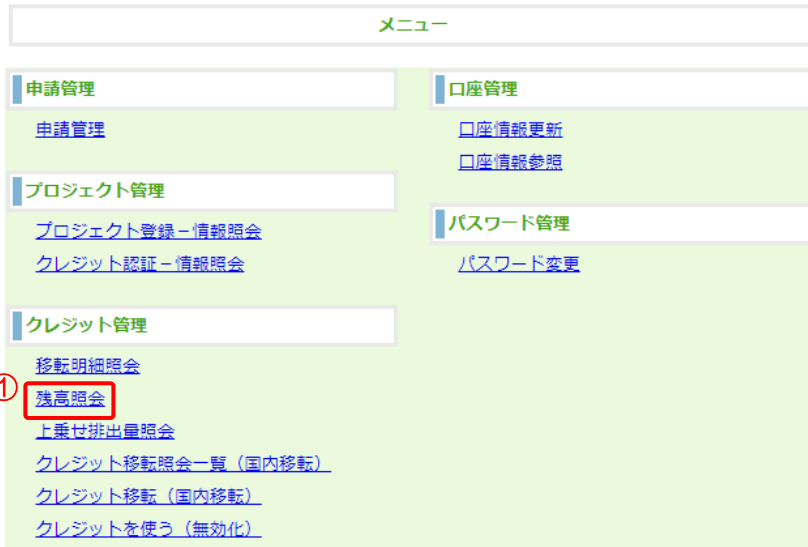 メニュー
申請管理
申請管理
プロジェクト管理
プロジェクト登録－情報照会
クレジット認証－情報照会
クレジット管理
移転明細照会
①
残高照会
上乗せ排出量照会
クレジット移転照会一覧（国内移転）
クレジット移転（国内移転）
クレジットを使う（無効化）
口座管理
口座情報更新
口座情報参照
パスワード管理
パスワード変更